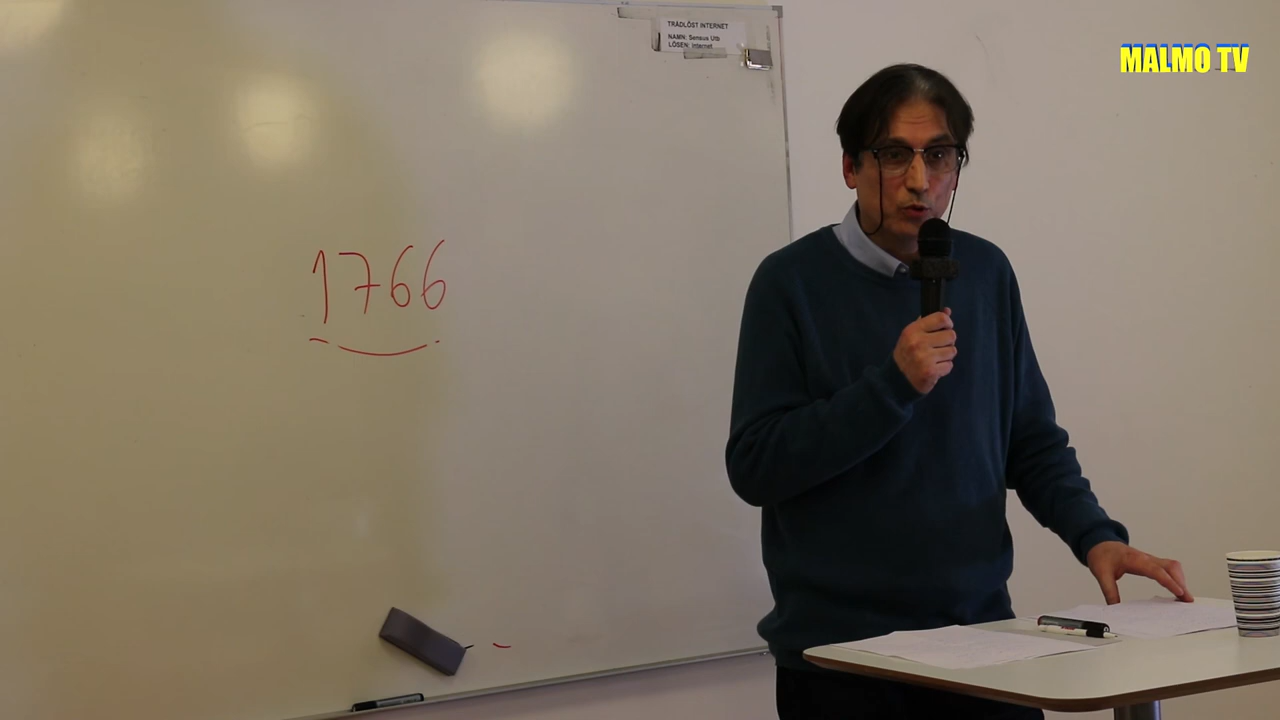 TRÅDLÖST INTERNET
NAMN: Sensus Utb
LÖSEN: Internet
MALMO TV
1766